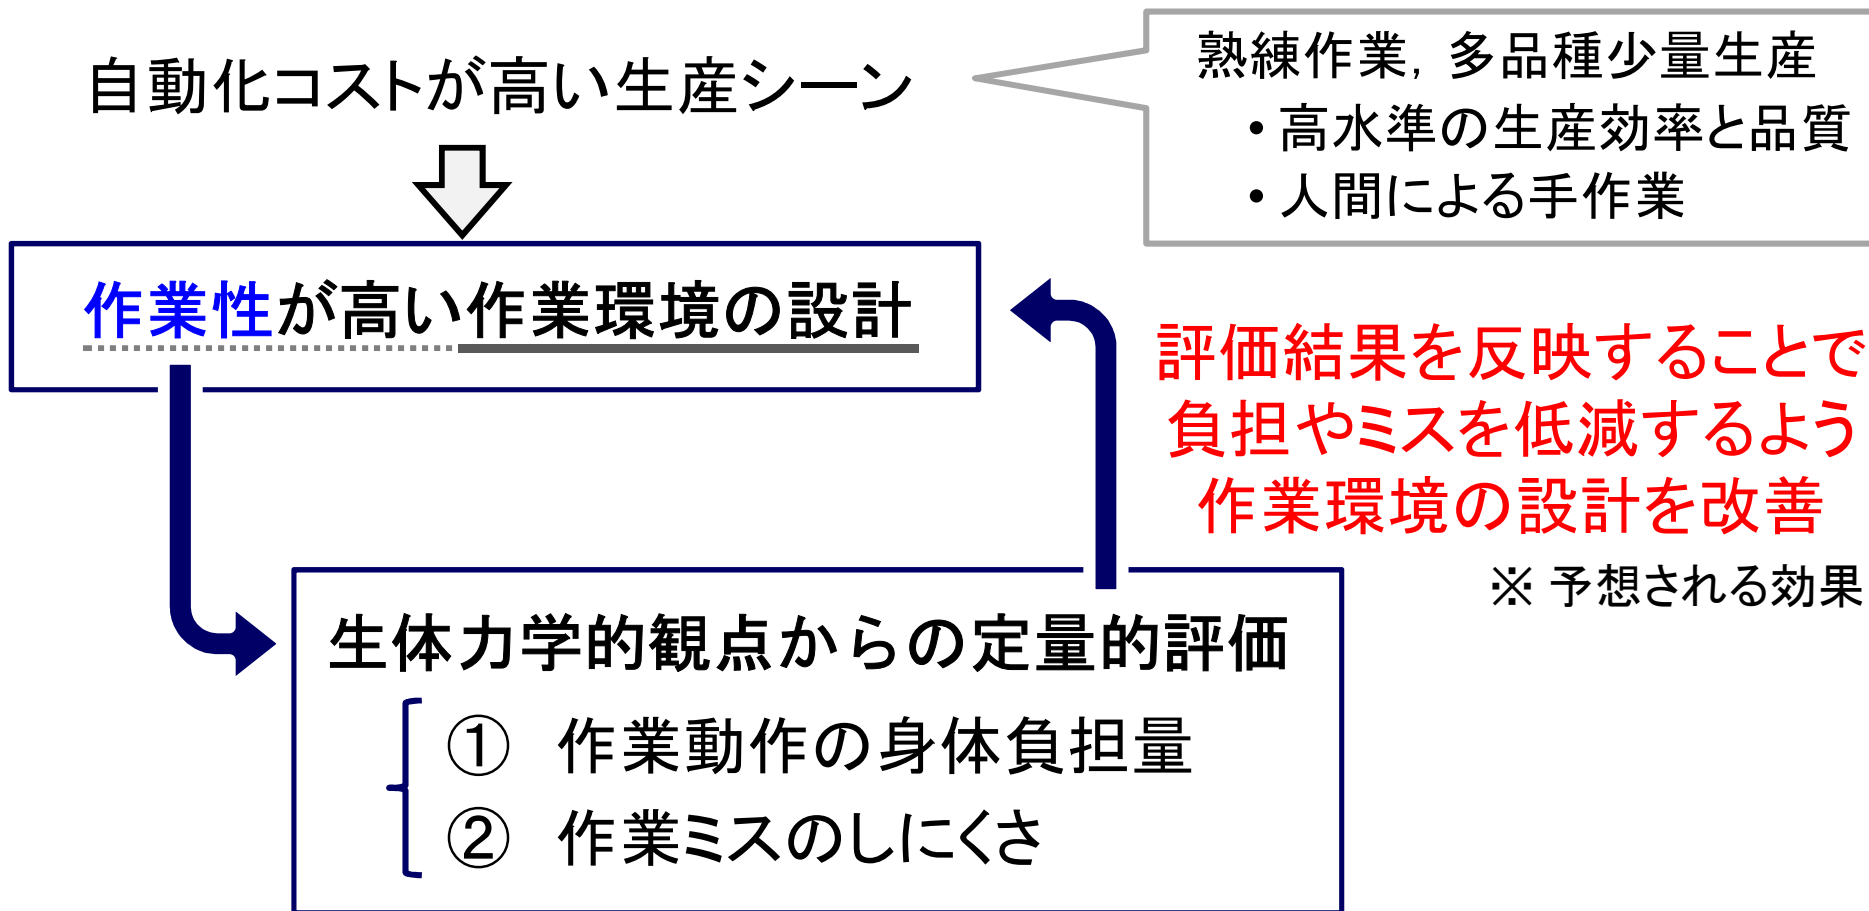 自動化コストが高い生産シーン
熟練作業，多品種少量生産
• 高水準の生産効率と品質
• 人間による手作業
作業性が高い作業環境の設計
評価結果を反映することで
負担やミスを低減するよう
作業環境の設計を改善
※ 予想される効果
生体力学的観点からの定量的評価
① 作業動作の身体負担量
② 作業ミスのしにくさ